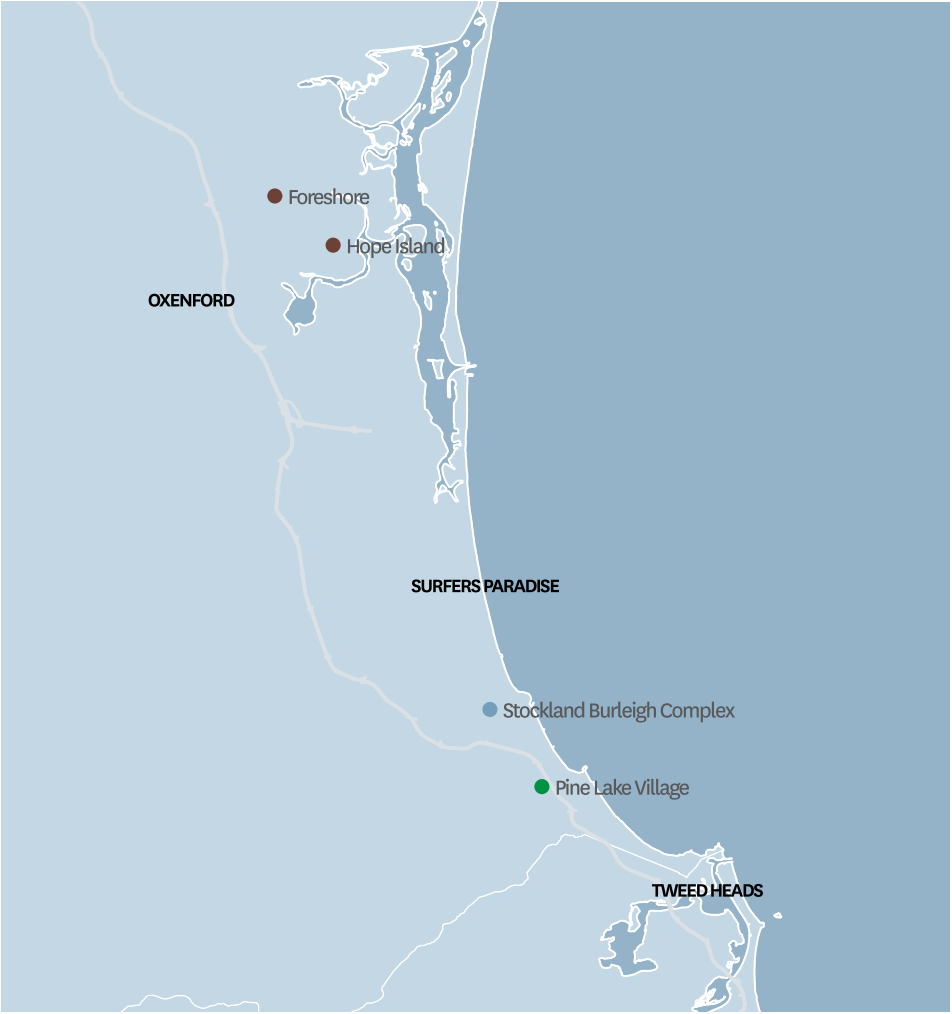 Foreshore
Hope Island
OXENFORD
SURFERS PARADISE
Stockland Burleigh Complex
Pine Lake Village
TWEED HEADS